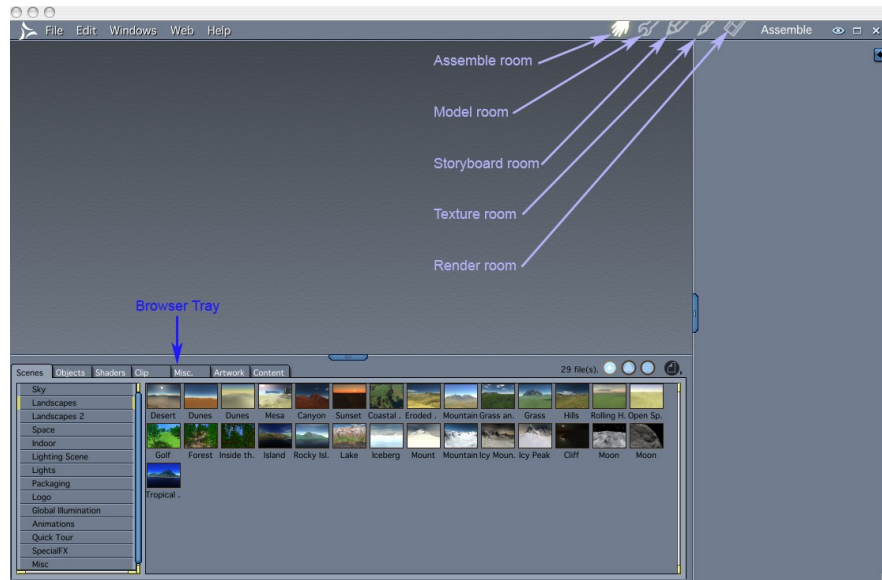 File Edit Windows Web Help Assemble
Assemble room
Model room
Storyboard room
Texture room
Render room
Browser Tray
Scenes Objects Shaders Clip Misc. Artwork Content 29 file(s).
Sky
Landscapes
Landscapes 2
Space
Indoor
Lighting Scene
Lights
Packaging
Logo
Global Illumination
Animations
Quick Tour
SpecialFX
Misc
Desert Dunes Dunes Mesa Canyon Sunset Coastal . Eroded . Mountain Grass an. Grass Hills Rolling H. Open Sp.
Golf Forest Inside th. Island Rocky Isl. Lake Iceberg Mount Mountain Icy Moun. Icy Peak Cliff Moon Moon
Tropical .